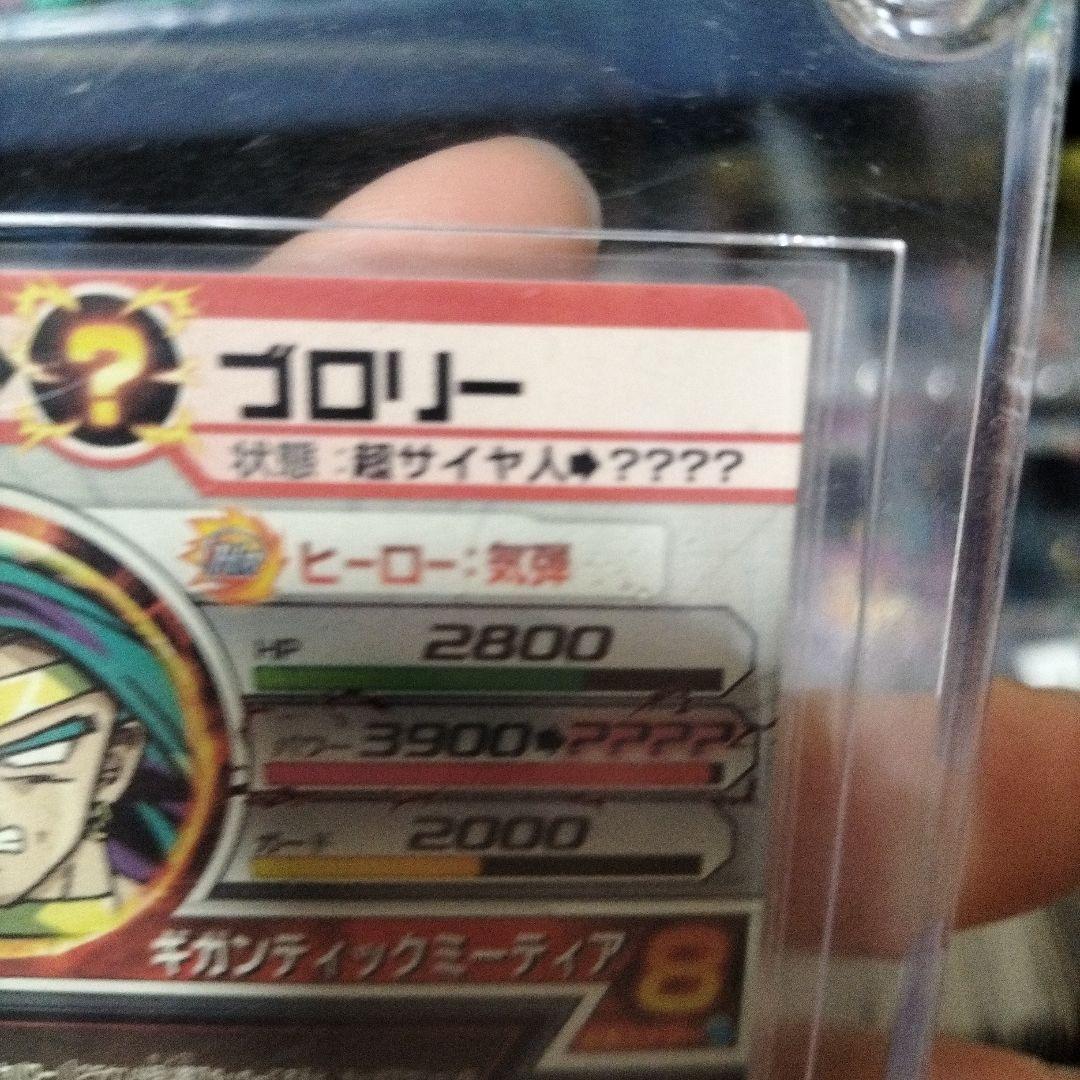 ?
ゴロリー
状態:超サイヤ人➡????
ヒーロー:気弾
HP 2800
パワー 3900➡????
ガード 2000
ギガンティックミーティア 8